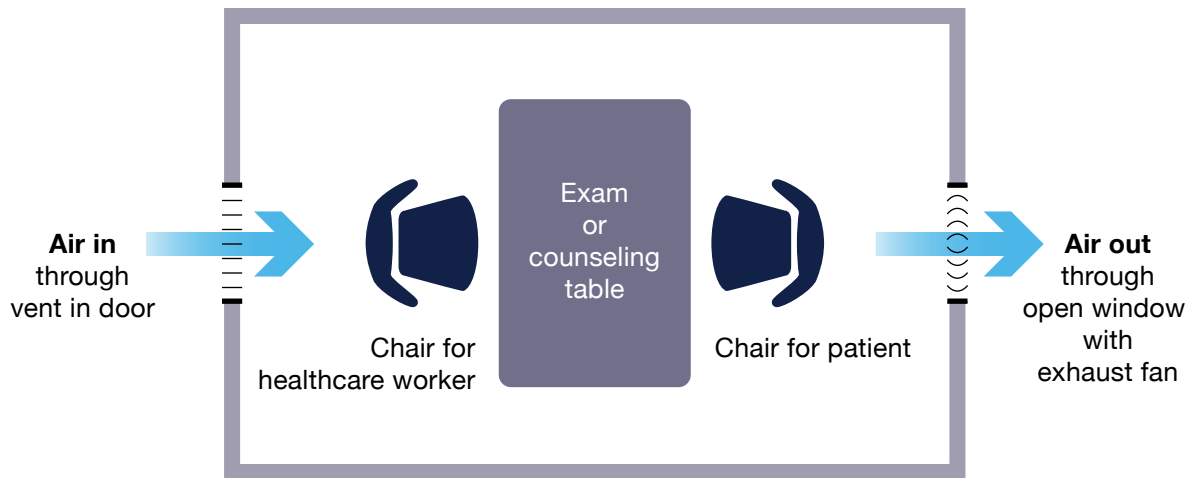 Air in
through
vent in door
Chair for
healthcare worker
Exam
or
counseling
table
Chair for patient
Air out
through
open window
with
exhaust fan